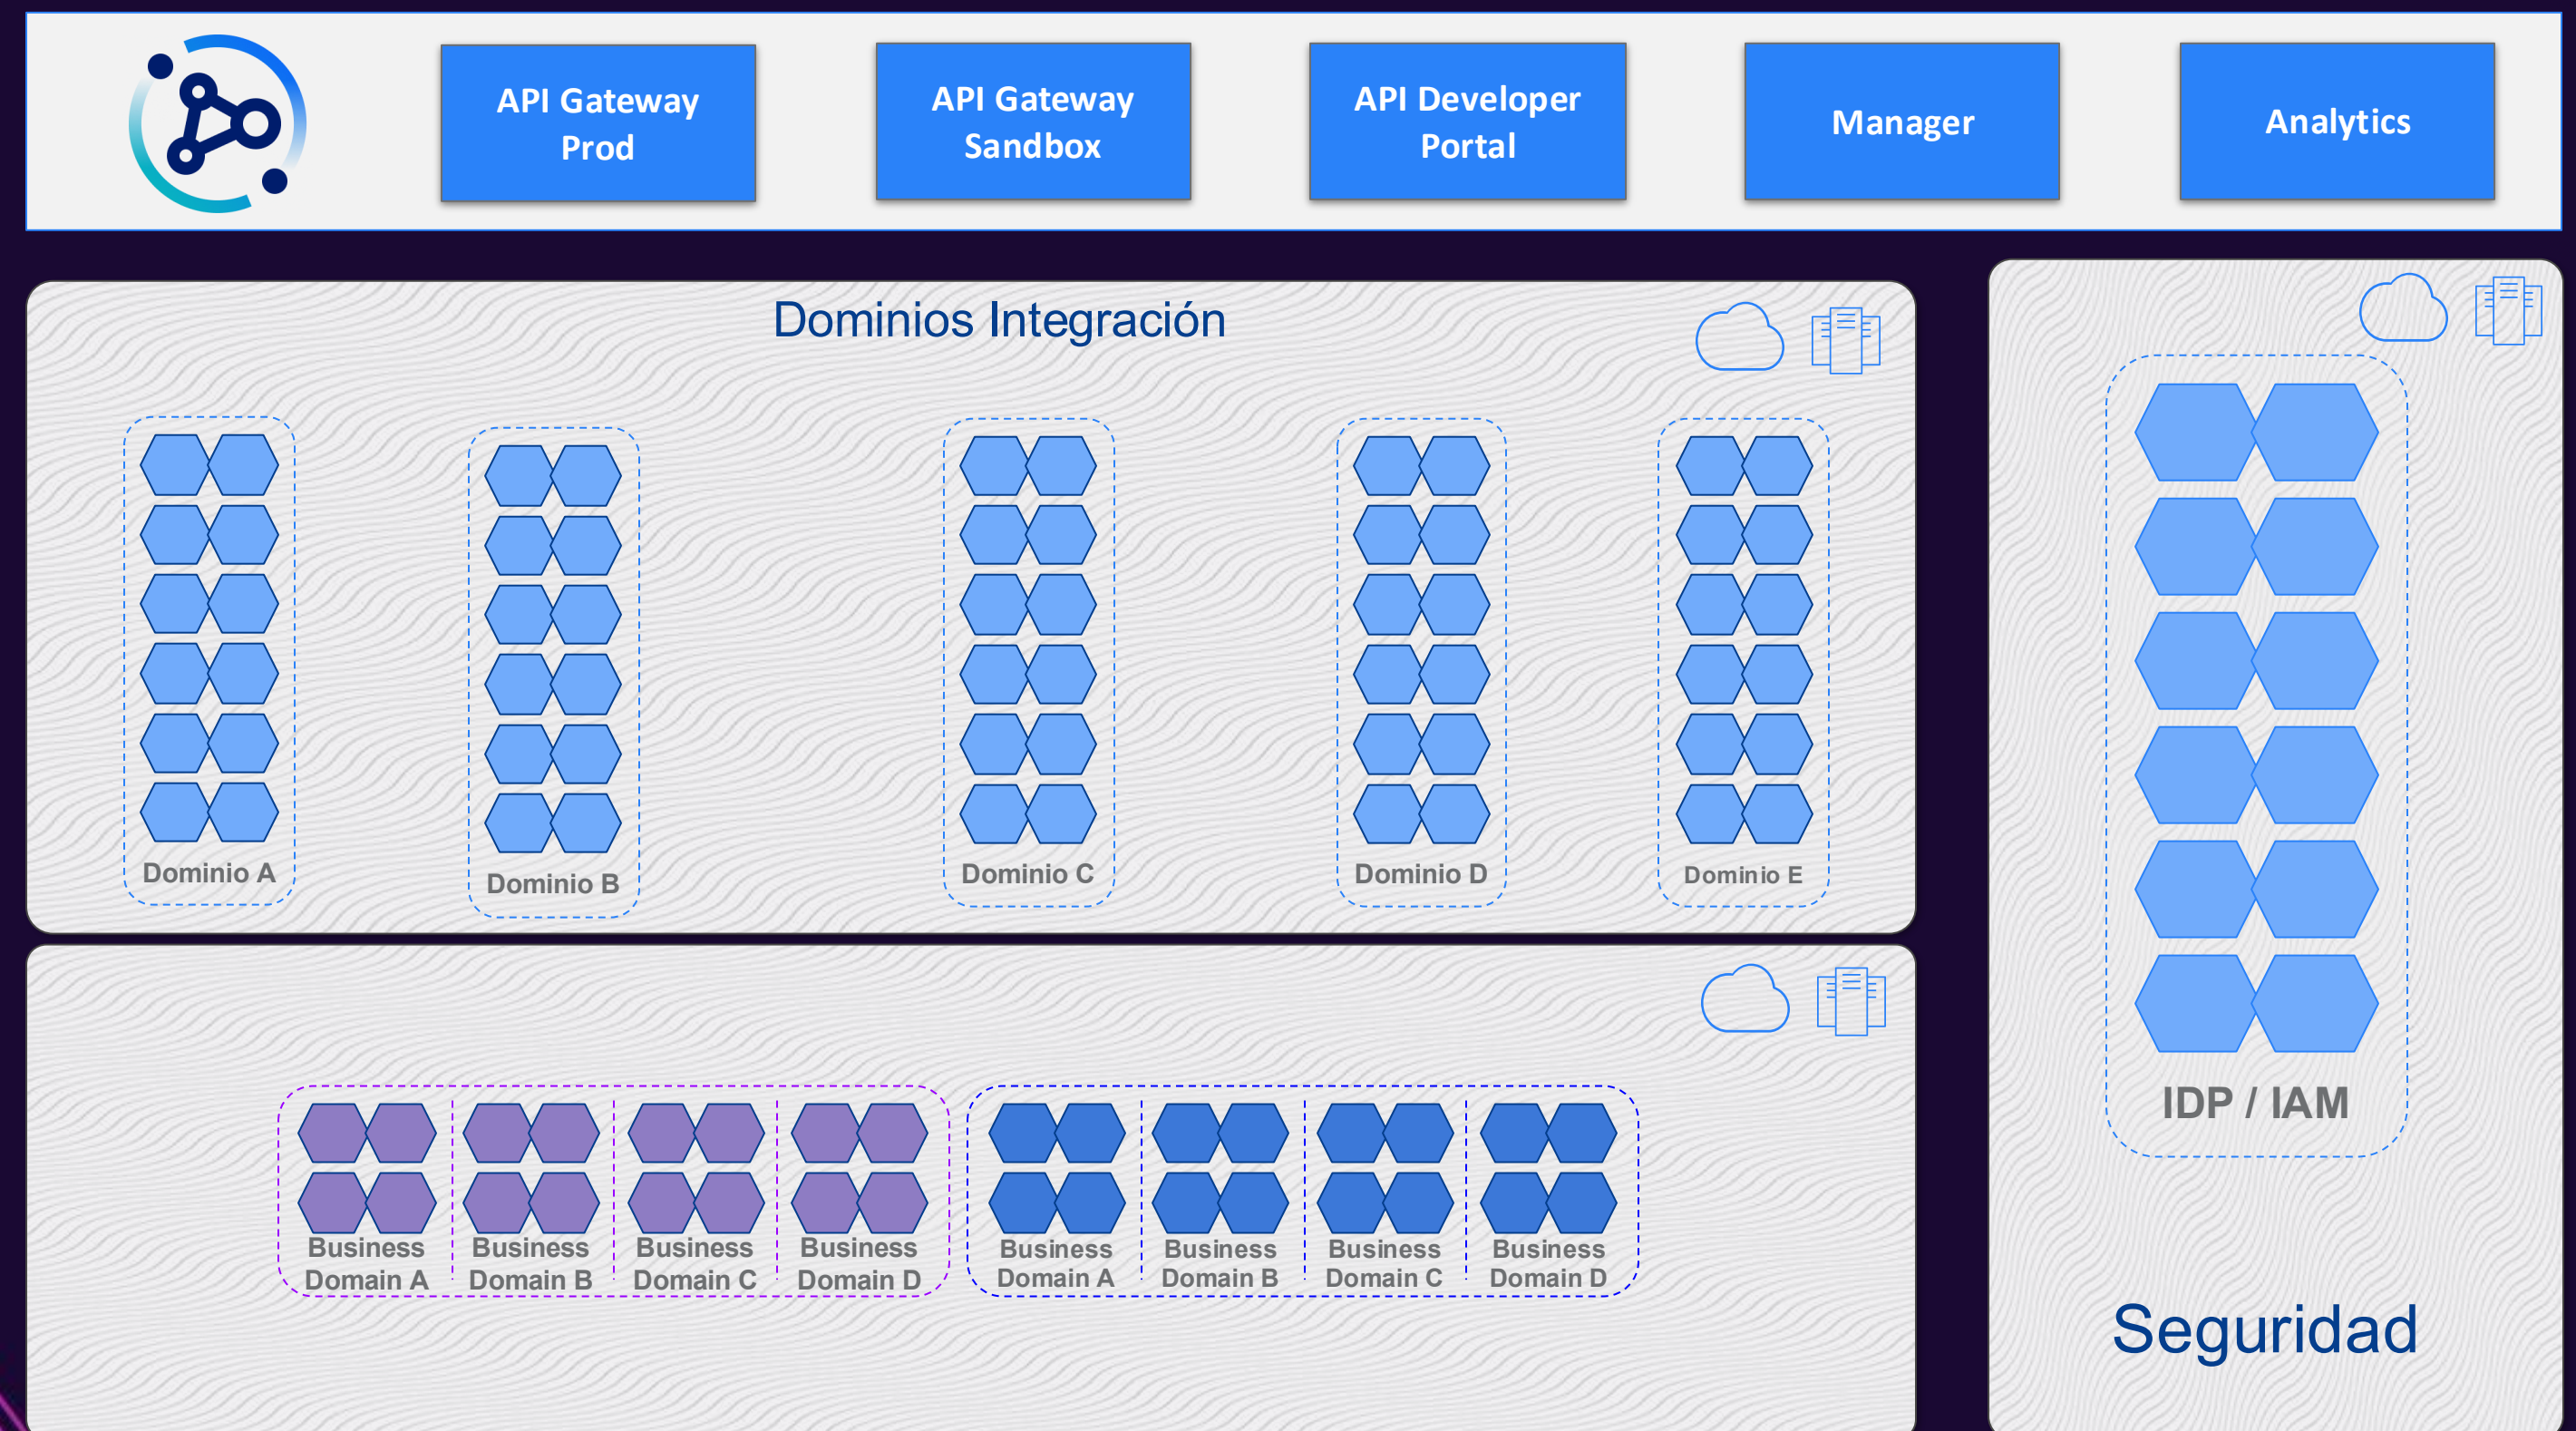 API Gateway
Prod
API Gateway
Sandbox
API Developer
Portal
Manager
Analytics
Dominios Integración
Dominio A
Dominio B
Dominio C
Dominio D
Dominio E
Business
Domain A
Business
Domain B
Business
Domain C
Business
Domain D
Business
Domain A
Business
Domain B
Business
Domain C
Business
Domain D
IDP / IAM
Seguridad